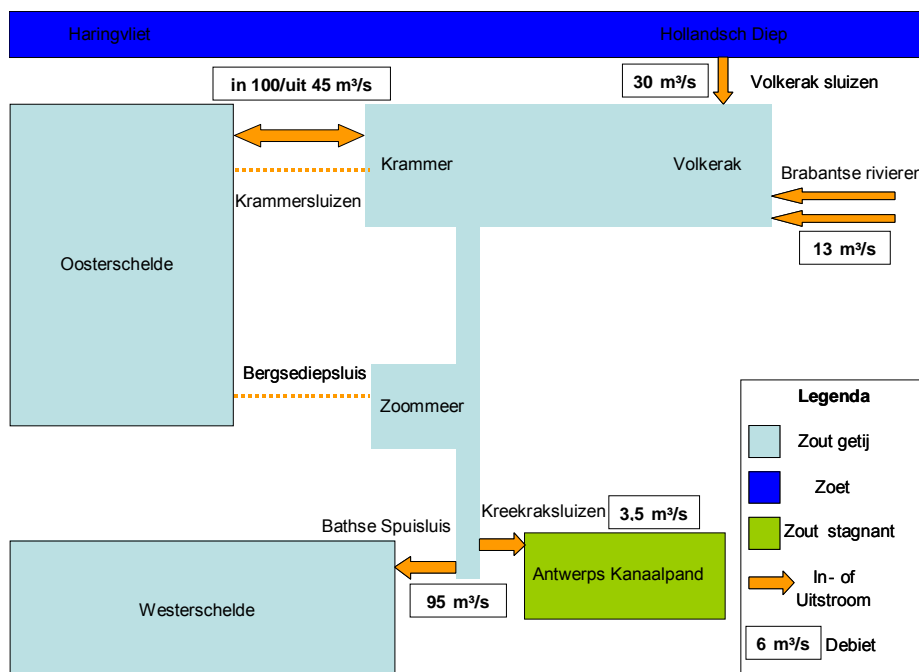 Haringvliet
Hollandsch Diep
in 100/uit 45 m³/s
30 m³/s
Volkerak sluizen
Krammer
Volkerak
Brabantse rivieren
Krammersluizen
13 m³/s
Oosterschelde
Bergsediepsluis
Zoommeer
Legenda
Zout getij
Zoet
Zout stagnant
In- of
Uitstroom
6 m³/s
Debiet
Kreekraksluizen
3,5 m³/s
Bathse Spuisluis
Antwerps Kanaalpand
95 m³/s
Westerschelde